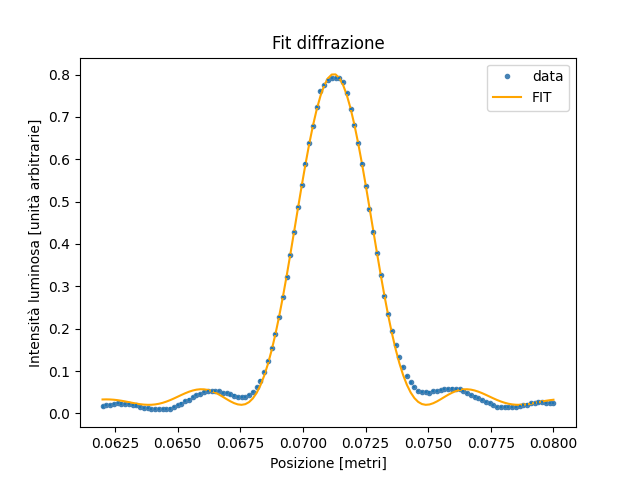 Fit diffrazione
data
FIT
Intensità luminosa [unità arbitrarie]
0.8
0.7
0.6
0.5
0.4
0.3
0.2
0.1
0.0
0.0625 0.0650 0.0675 0.0700 0.0725 0.0750 0.0775 0.0800
Posizione [metri]